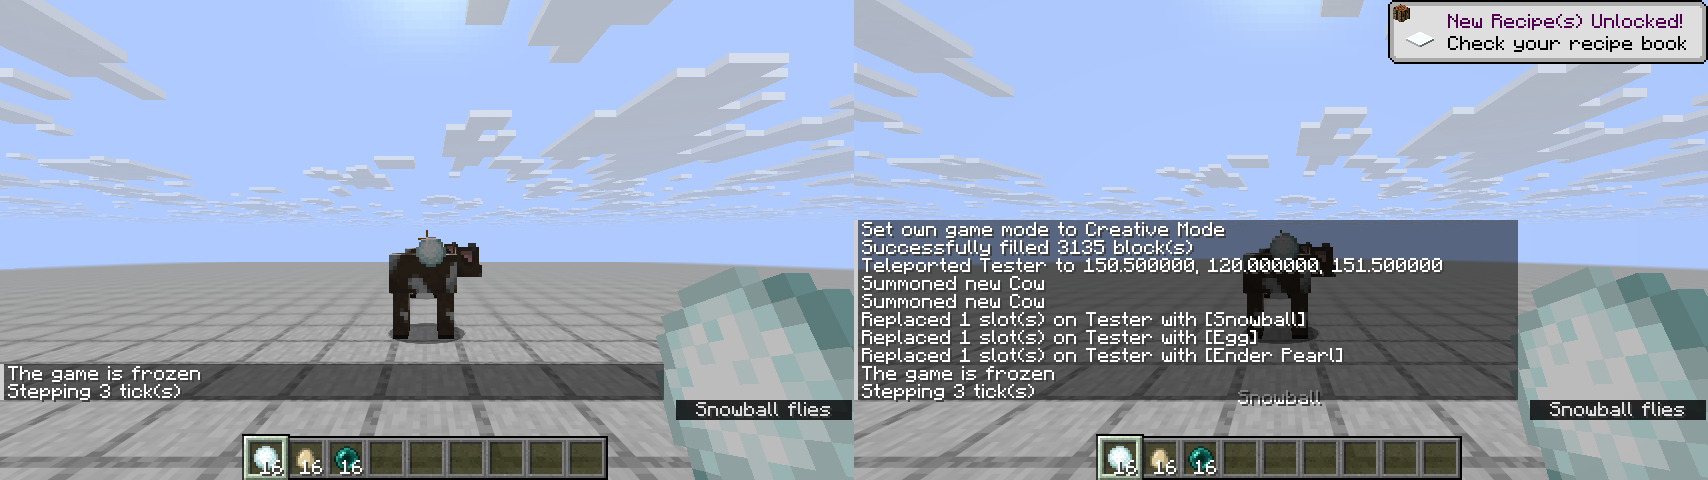 The game is frozen
Stepping 3 tick(s)
Snowball flies
16 16 16
New Recipe(s) Unlocked!
Check your recipe book
Set own game mode to Creative Mode
Successfully filled 3135 block(s)
Teleported Tester to 150.500000, 120.000000, 151.500000
Summoned new Cow
Summoned new Cow
Replaced 1 slot(s) on Tester with [Snowball]
Replaced 1 slot(s) on Tester with [Egg]
Replaced 1 slot(s) on Tester with [Ender Pearl]
The game is frozen
Stepping 3 tick(s)
Snowball
Snowball flies
16 16 16